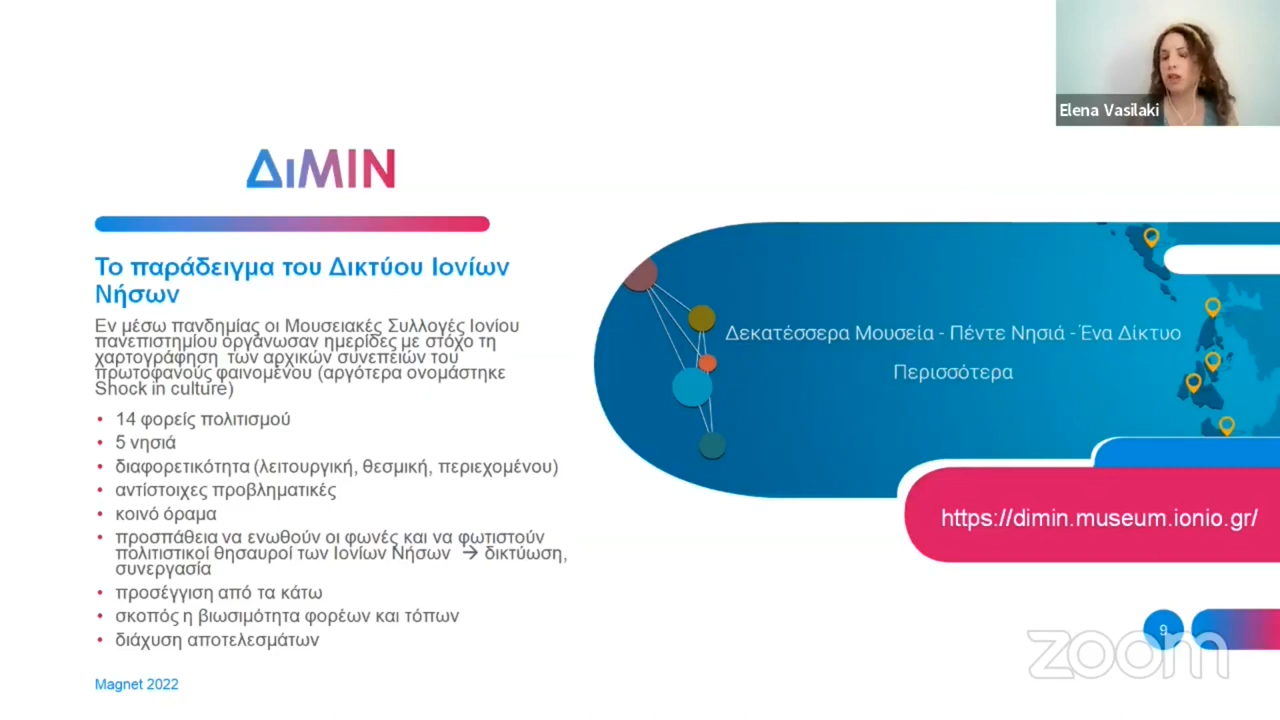 Elena Vasilaki
ΔιΜΙΝ
Το παράδειγμα του Δικτύου Ιονίων
Νήσων
Εν μέσω πανδημίας οι Μουσειακές Συλλογές Ιονίου
πανεπιστημίου οργάνωσαν ημερίδες με στόχο τη
χαρτογράφηση των αρχικών συνεπειών του
πρωτοφανούς φαινομένου (αργότερα ονομάστηκε
Shock in culture)
• 14 φορείς πολιτισμού
• 5 νησιά
• διαφορετικότητα (λειτουργική, θεσμική, περιεχομένου)
• αντίστοιχες προβληματικές
• κοινό όραμα
• προσπάθεια να ενωθούν οι φωνές και να φωτιστούν
πολιτιστικοί θησαυροί των Ιονίων Νήσων → δικτύωση,
συνεργασία
• προσέγγιση από τα κάτω
• σκοπός η βιωσιμότητα φορέων και τόπων
• διάχυση αποτελεσμάτων
Magnet 2022
Δεκατέσσερα Μουσεία - Πέντε Νησιά - Ένα Δίκτυο
Περισσότερα
https://dimin.museum.ionio.gr/
9
zoom